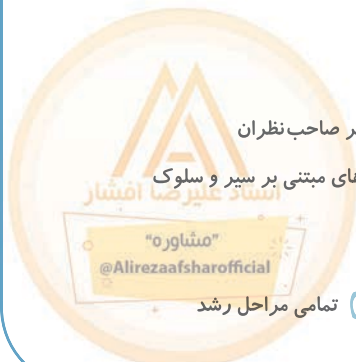 ر صاحب‌نظران
های مبتنی بر سیر و سلوک
استاد علیرضا افشار
"مشاوره"
@Alirezaafsharofficial
تمامی مراحل رشد